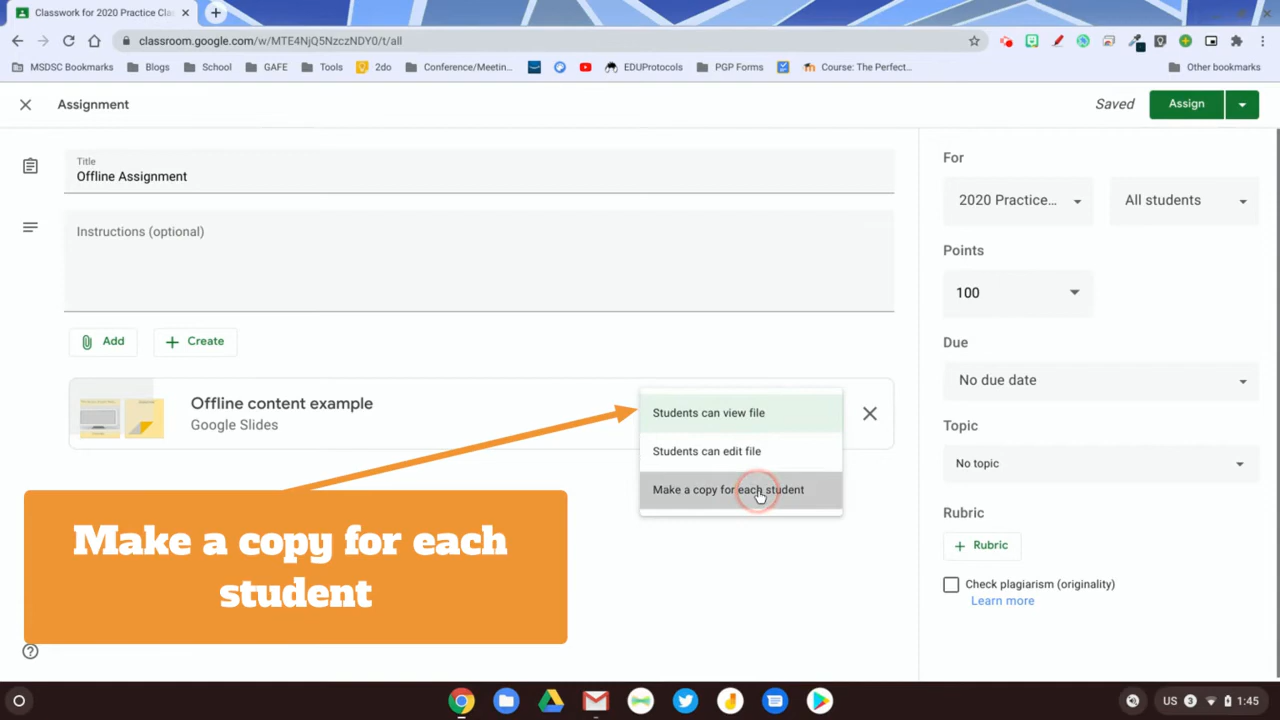 Classwork for 2020 Practice Clas
classroom.google.com/w/MTE4NjQ5NzczNDY0/t/all
MSDSC Bookmarks
Blogs
School
GAFE
Tools
2do
Conference/Meetin...
EDUProtocols
PGP Forms
Course: The Perfect...
Other bookmarks
Assignment
Saved
Assign
Title
Offline Assignment
Instructions (optional)
Add
Create
Offline content example
Google Slides
Students can view file
Students can edit file
Make a copy for each student
Make a copy for each
student
For
2020 Practice...
All students
Points
100
Due
No due date
Topic
No topic
Rubric
Rubric
Check plagiarism (originality)
Learn more
US
3
1:45